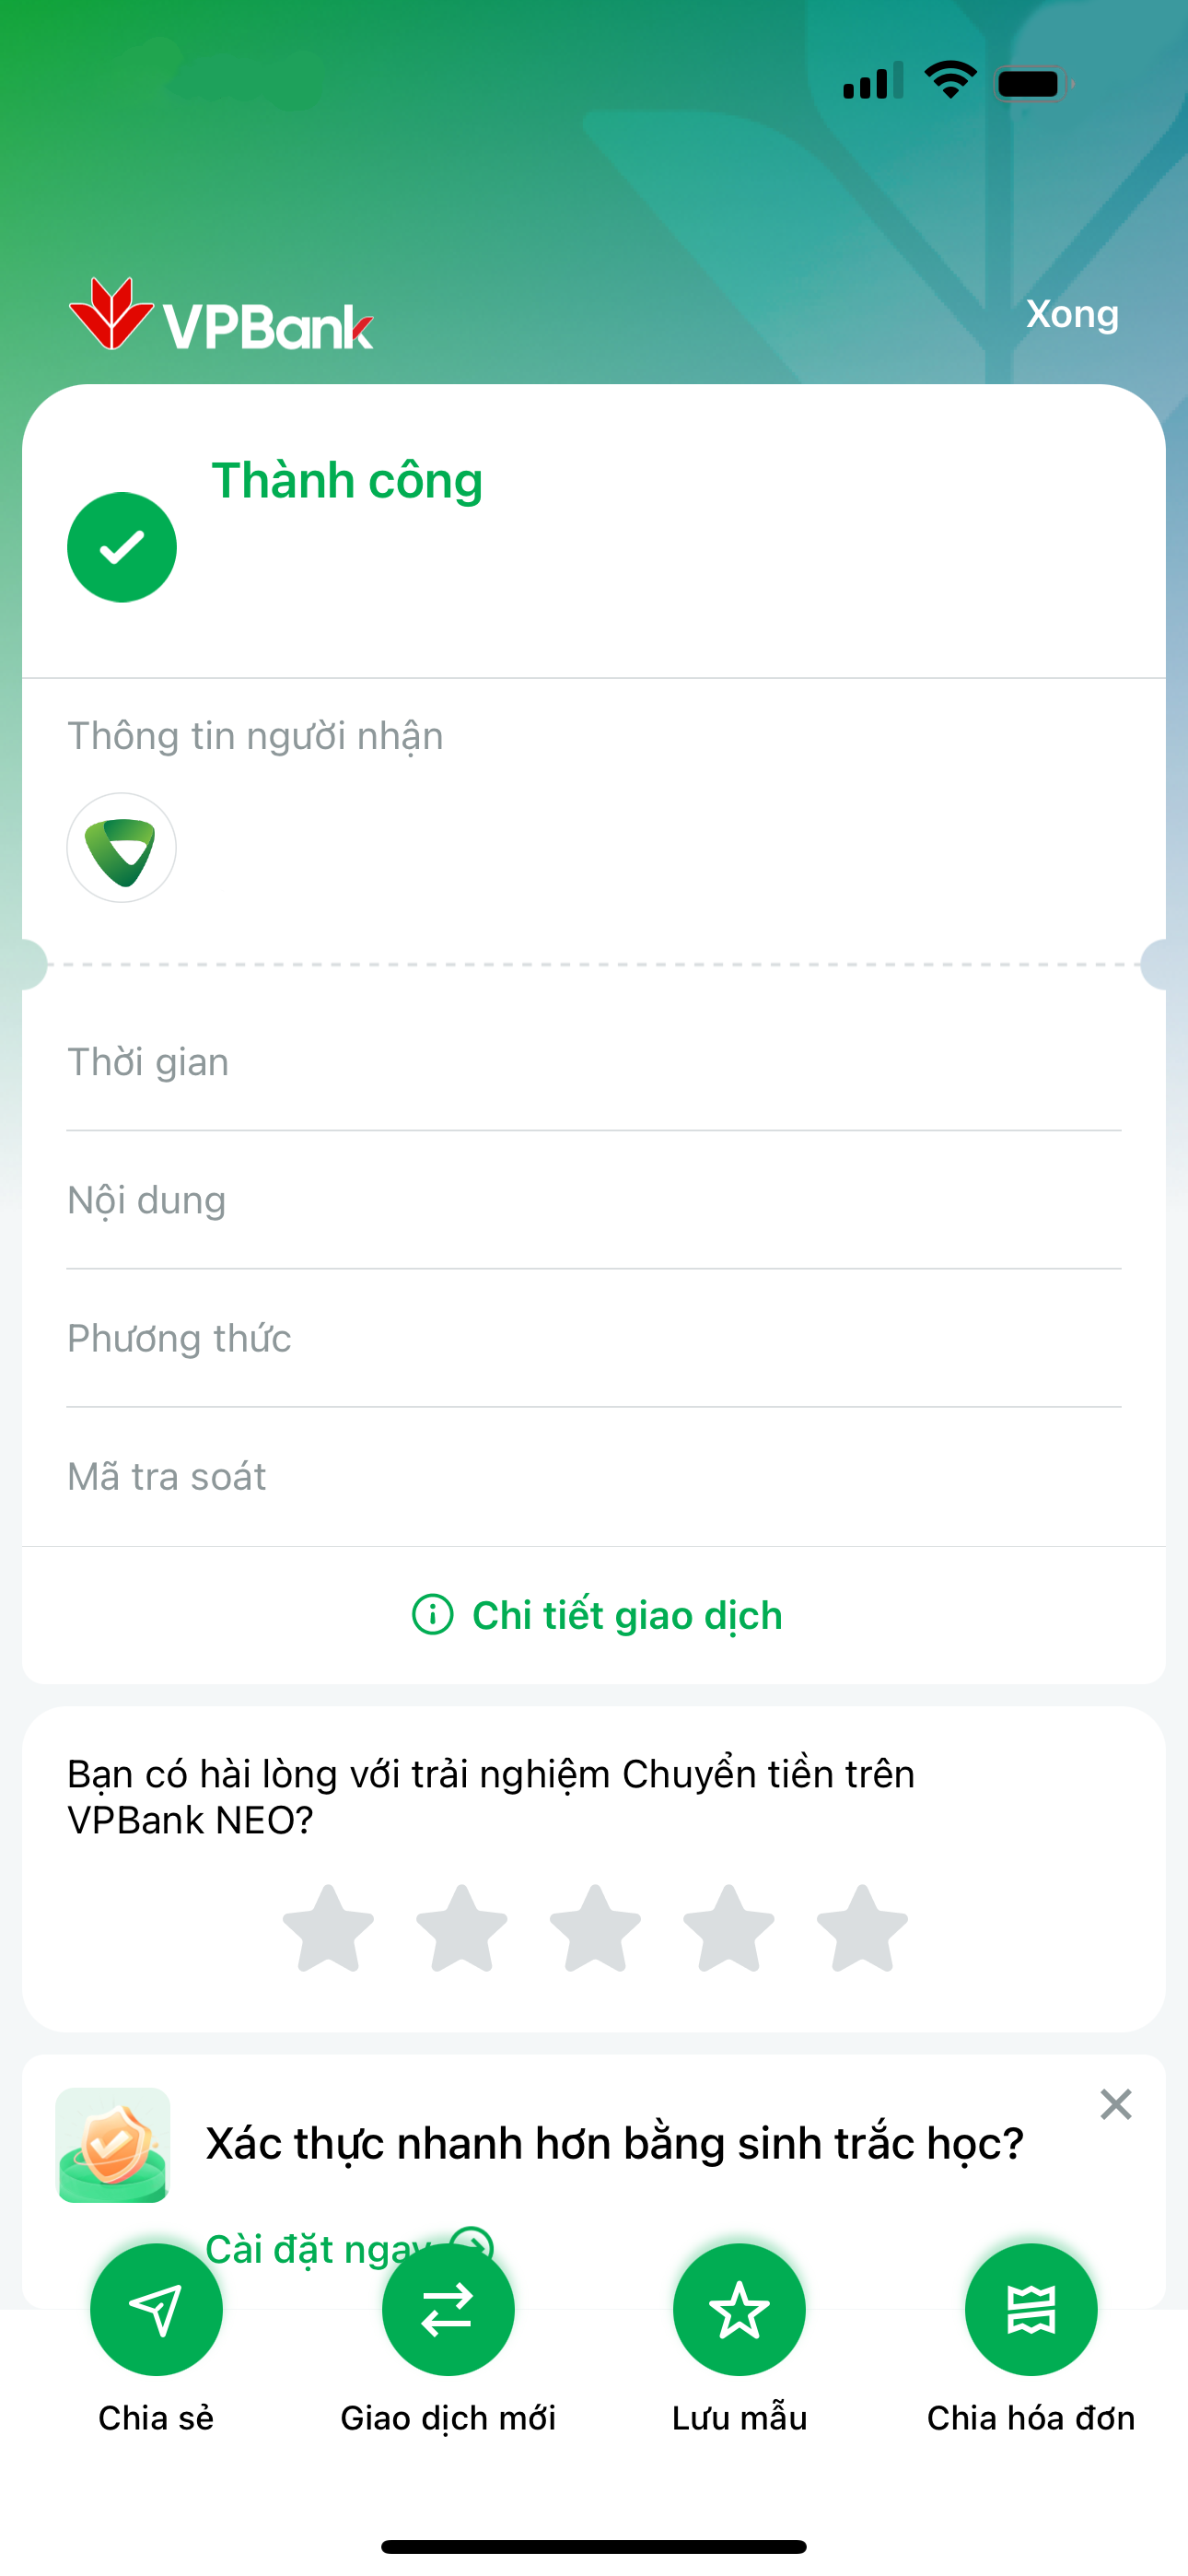 VPBank
Xong
Thành công
Thông tin người nhận
Thời gian
Nội dung
Phương thức
Mã tra soát
Chi tiết giao dịch
Bạn có hài lòng với trải nghiệm Chuyển tiền trên
VPBank NEO?
Xác thực nhanh hơn bằng sinh trắc học?
Cài đặt ngay
Chia sẻ
Giao dịch mới
Lưu mẫu
Chia hóa đơn